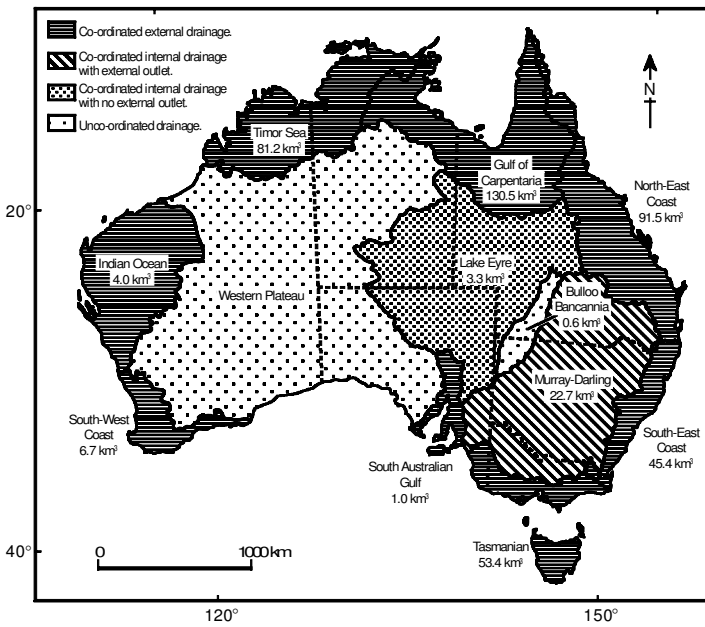 Co-ordinated external drainage.
Co-ordinated internal drainage
with external outlet.
Co-ordinated internal drainage
with no external outlet.
Unco-ordinated drainage.
N
Timor Sea
81.2 km³
Gulf of
Carpentaria
130.5 km³
North-East
Coast
91.5 km³
20°
Indian Ocean
4.0 km³
Lake Eyre
3.3 km³
Western Plateau
Bulloo
Bancannia
0.6 km³
Murray-Darling
22.7 km³
South-West
Coast
6.7 km³
South-East
Coast
45.4 km³
South Australian
Gulf
1.0 km³
Tasmanian
53.4 km³
40°
0
1000 km
120°
150°